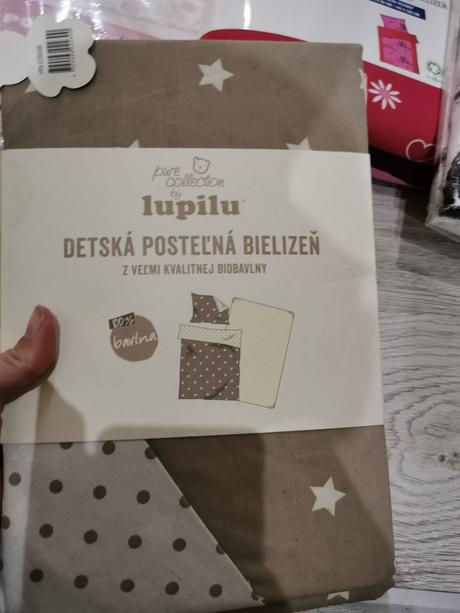 pure
collection
by
lupilu®
DETSKÁ POSTEĽNÁ BIELIZEŇ
Z VEĽMI KVALITNEJ BIOBAVLNY
100%
bavlna